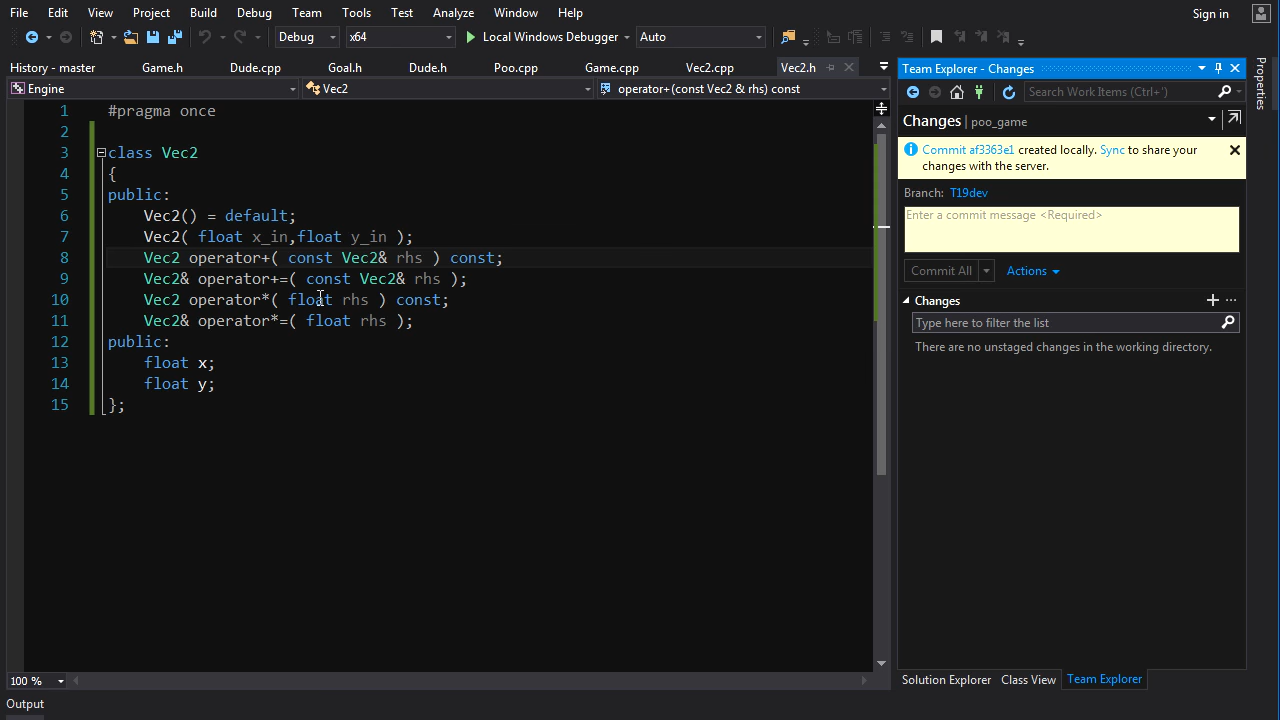 File Edit View Project Build Debug Team Tools Test Analyze Window Help Sign in
Debug x64 Local Windows Debugger Auto
History - master Game.h Dude.cpp Goal.h Dude.h Poo.cpp Game.cpp Vec2.cpp Vec2.h
Engine Vec2 operator+(const Vec2 & rhs) const
1 #pragma once
2
3 class Vec2
4 {
5 public:
6 Vec2() = default;
7 Vec2( float x_in,float y_in );
8 Vec2 operator+( const Vec2& rhs ) const;
9 Vec2& operator+=( const Vec2& rhs );
10 Vec2 operator*( float rhs ) const;
11 Vec2& operator*=( float rhs );
12 public:
13 float x;
14 float y;
15 };
100 %
Output
Team Explorer - Changes
Search Work Items (Ctrl+')
Changes | poo_game
Commit af3363e1 created locally. Sync to share your
changes with the server.
Branch: T19dev
Enter a commit message <Required>
Commit All Actions
Changes
Type here to filter the list
There are no unstaged changes in the working directory.
Solution Explorer Class View Team Explorer
Properties